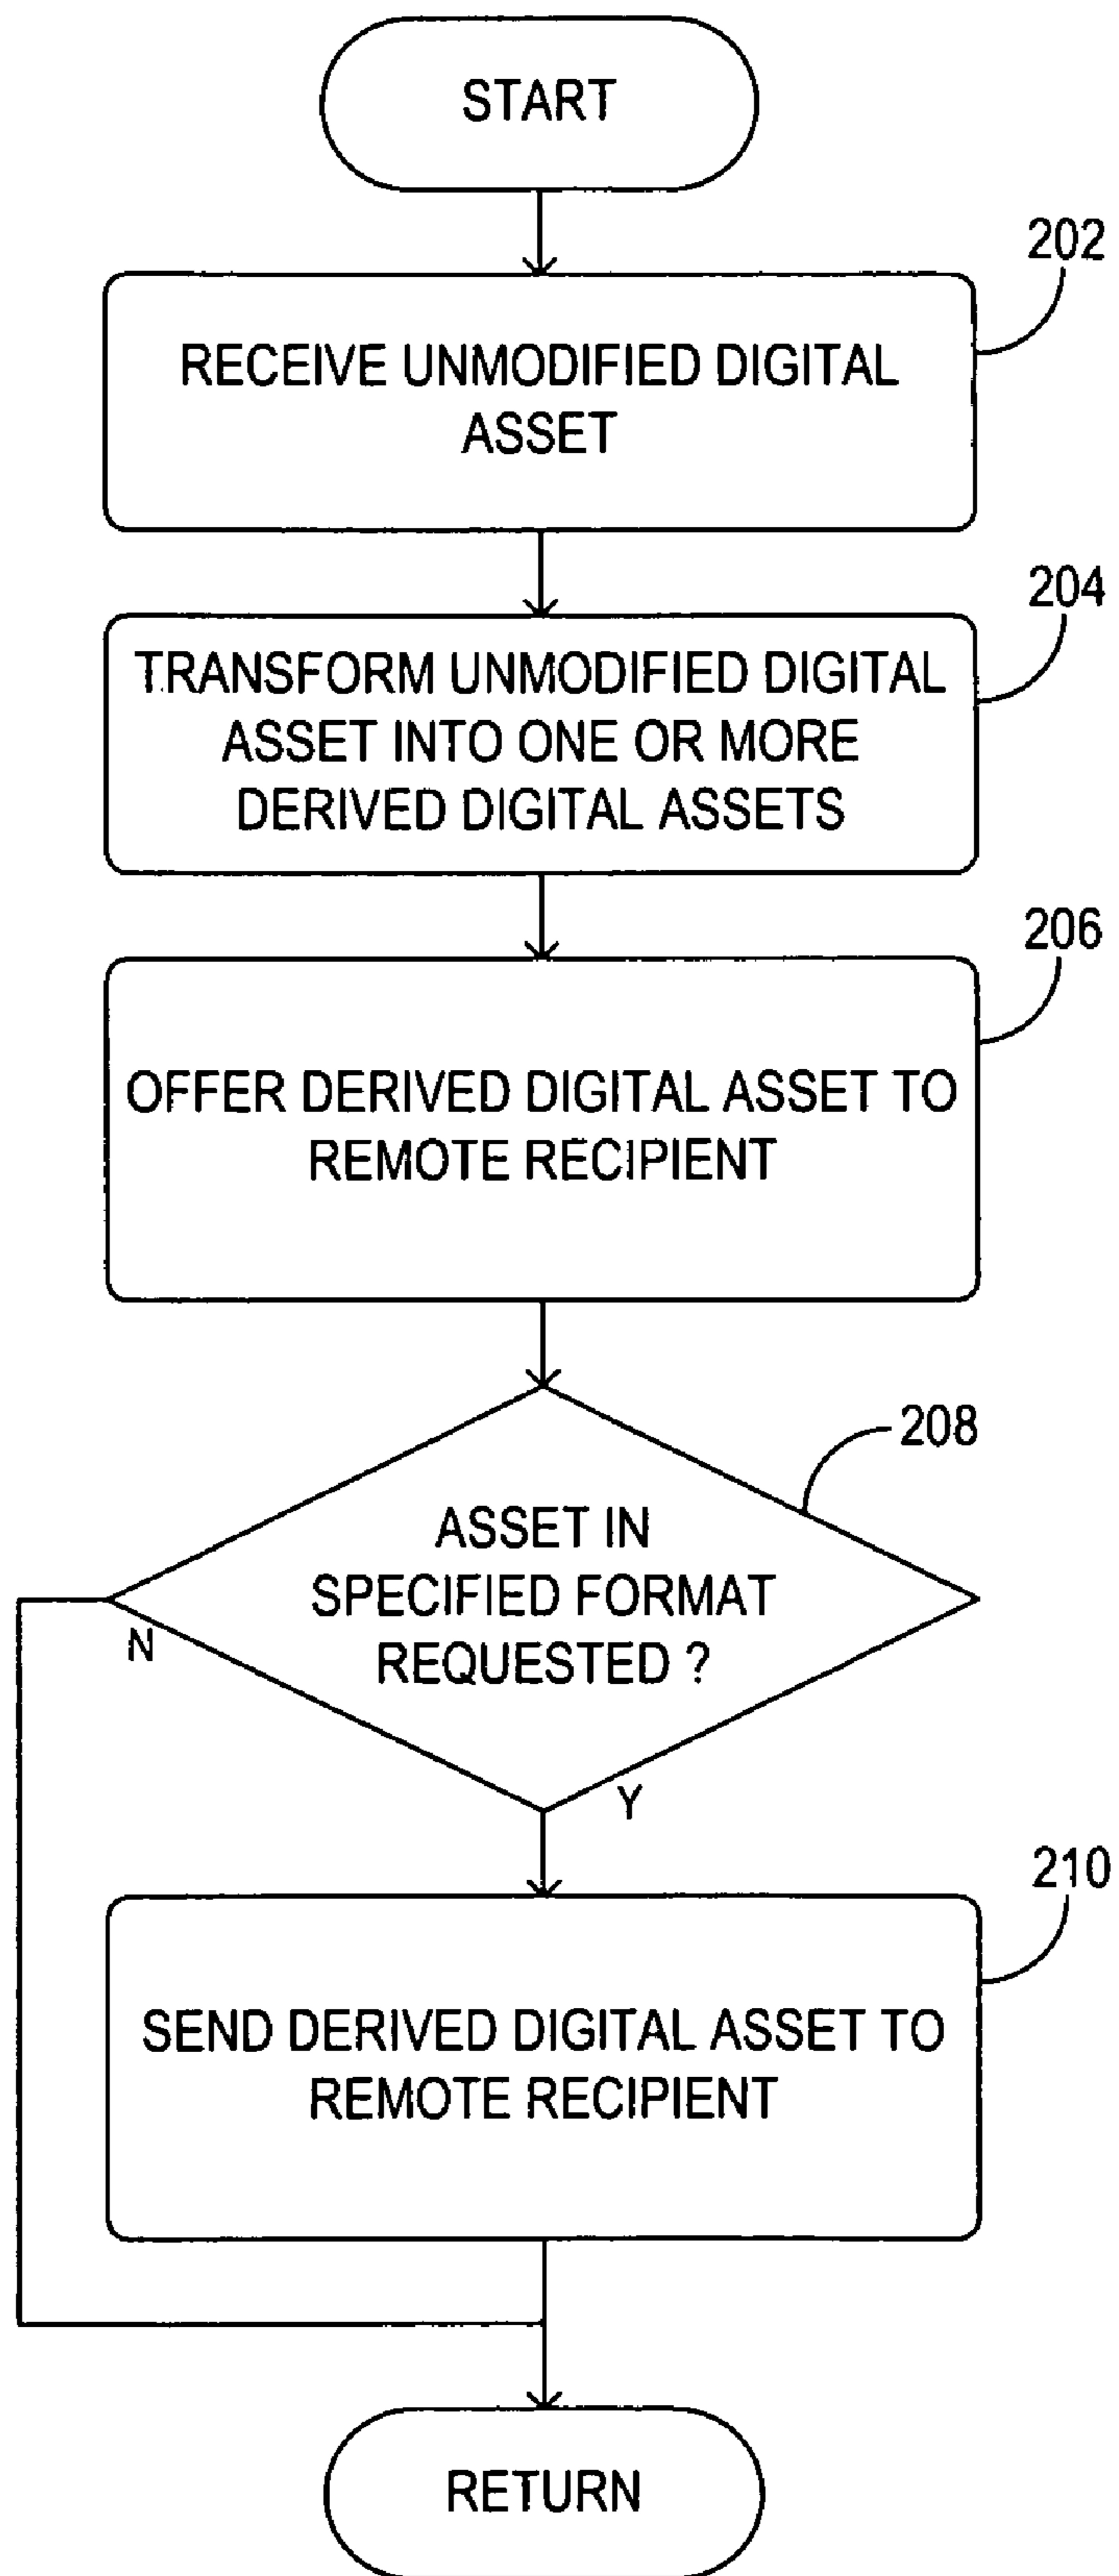 START
202
RECEIVE UNMODIFIED DIGITAL
ASSET
204
TRANSFORM UNMODIFIED DIGITAL
ASSET INTO ONE OR MORE
DERIVED DIGITAL ASSETS
206
OFFER DERIVED DIGITAL ASSET TO
REMOTE RECIPIENT
208
ASSET IN
SPECIFIED FORMAT
REQUESTED ?
N
Y
210
SEND DERIVED DIGITAL ASSET TO
REMOTE RECIPIENT
RETURN